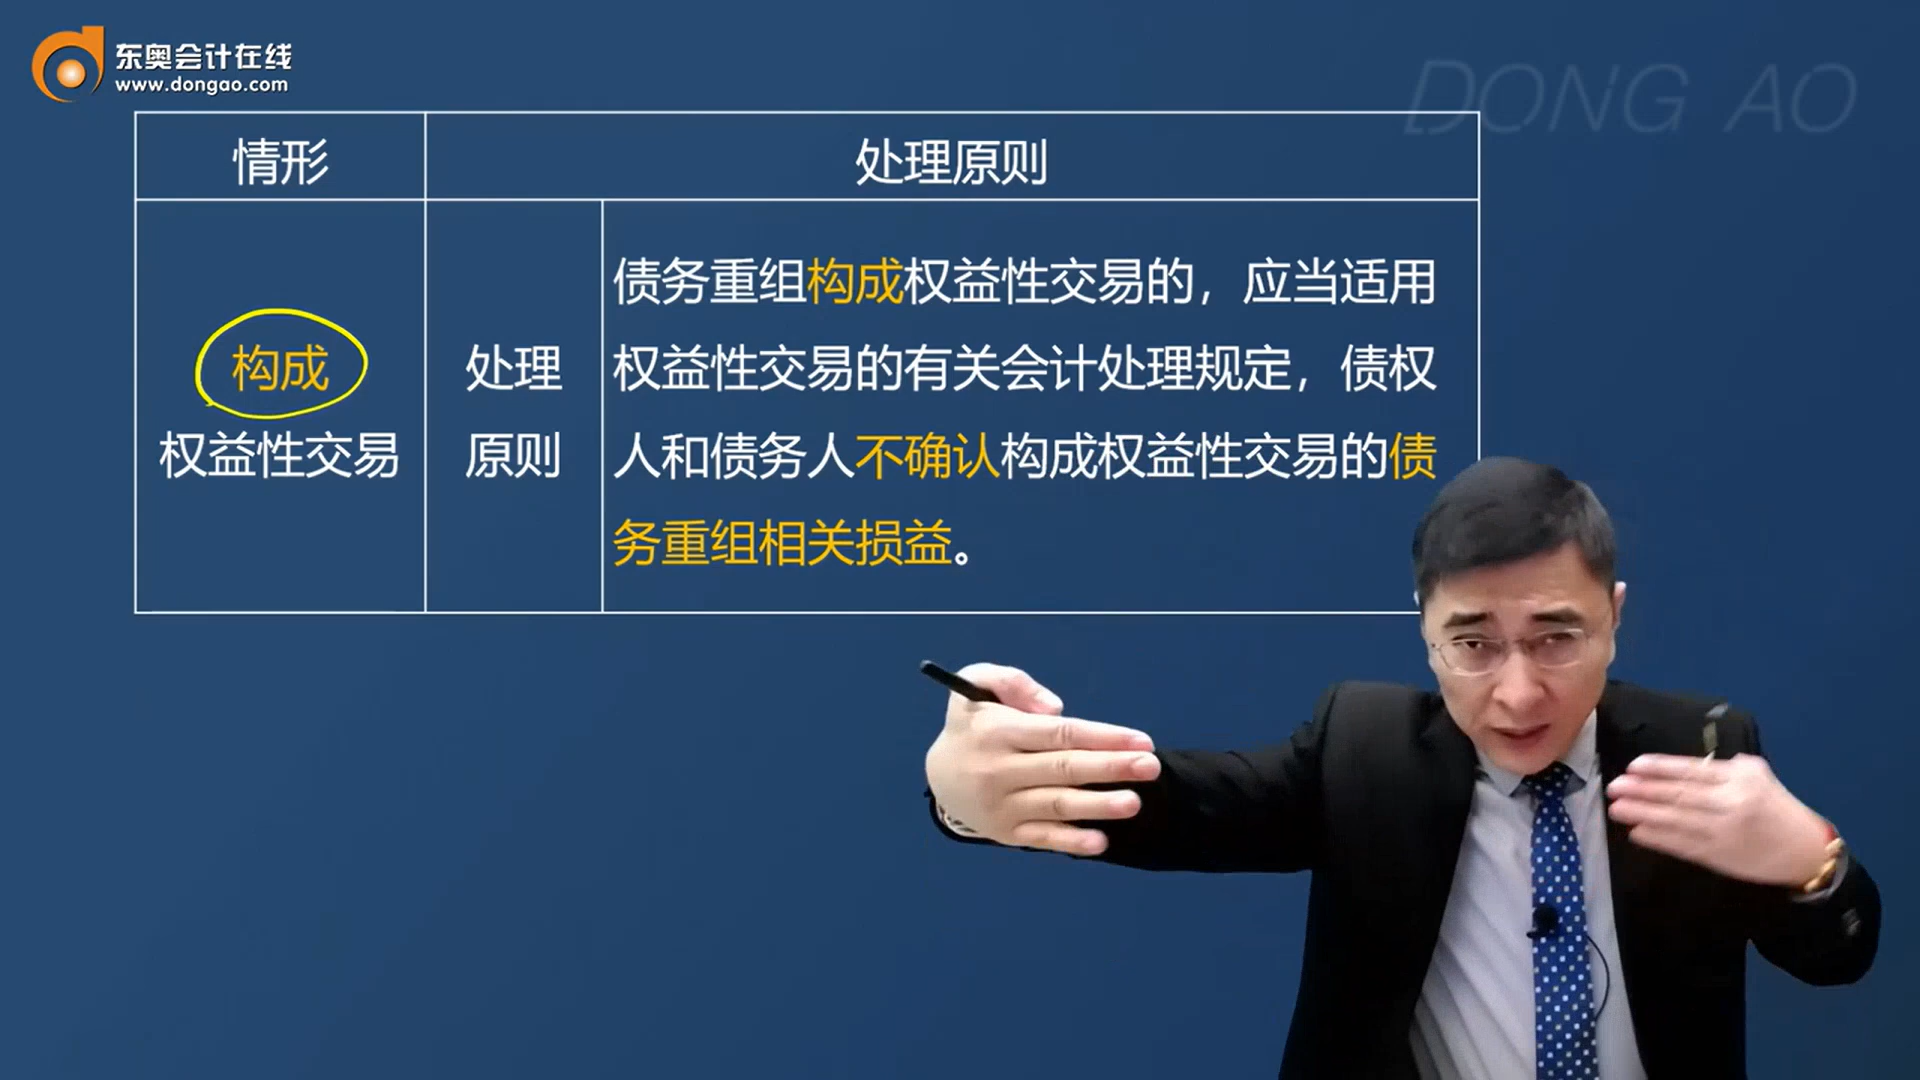 东奥会计在线
www.dongao.com
DONG AO
情形
处理原则
构成
权益性交易
处理
原则
债务重组构成权益性交易的，应当适用
权益性交易的有关会计处理规定，债权
人和债务人不确认构成权益性交易的债
务重组相关损益。